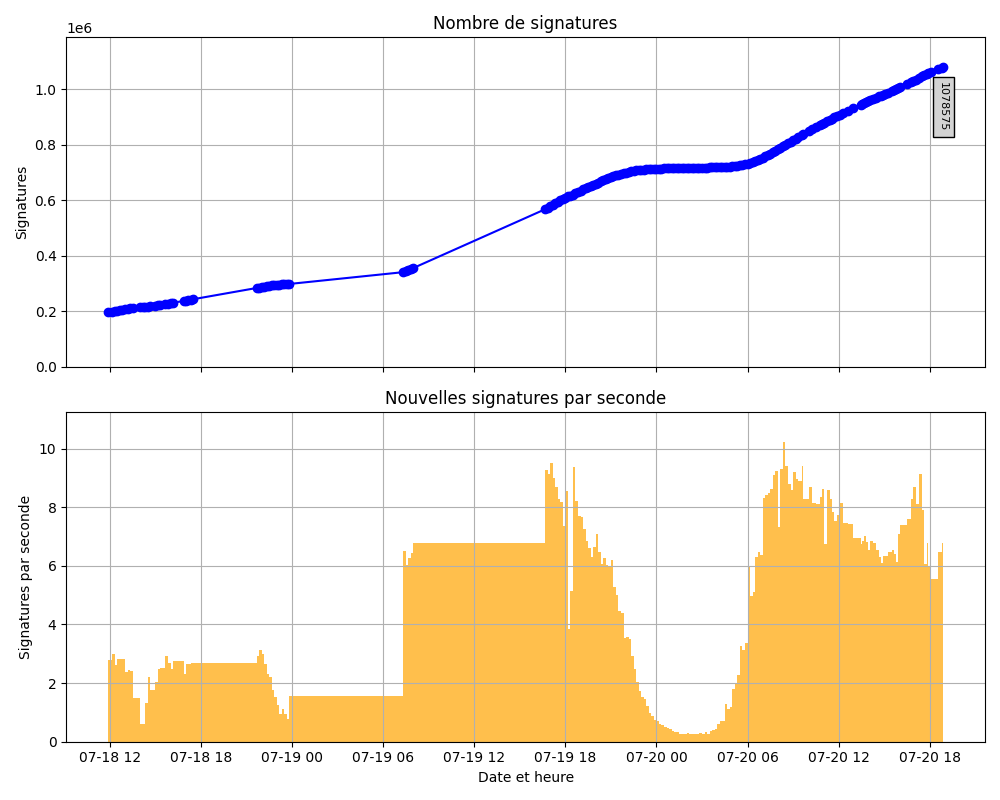 Nombre de signatures
1e6
1.0
0.8
0.6
0.4
0.2
0.0
Signatures
1078575
Nouvelles signatures par seconde
10
8
6
4
2
0
Signatures par seconde
07-18 12 07-18 18 07-19 00 07-19 06 07-19 12 07-19 18 07-20 00 07-20 06 07-20 12 07-20 18
Date et heure